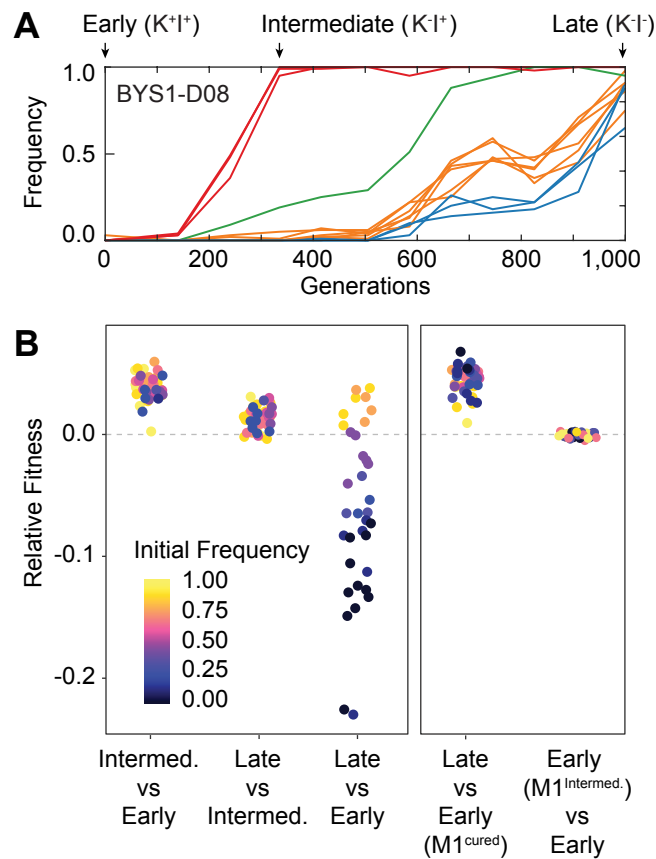 A
Early (K⁺I⁺)
Intermediate (K⁻I⁺)
Late (K⁻I⁻)
BYS1-D08
1.0
0.5
0.0
Frequency
0
200
400
600
800
1,000
Generations
B
0.0
-0.1
-0.2
Relative Fitness
Initial Frequency
1.00
0.75
0.50
0.25
0.00
Intermed.
vs
Early
Late
vs
Intermed.
Late
vs
Early
Late
vs
Early
(M1ᶜᵘʳᵉᵈ)
Early
(M1ᴵⁿᵗᵉʳᵐᵉᵈ·)
vs
Early